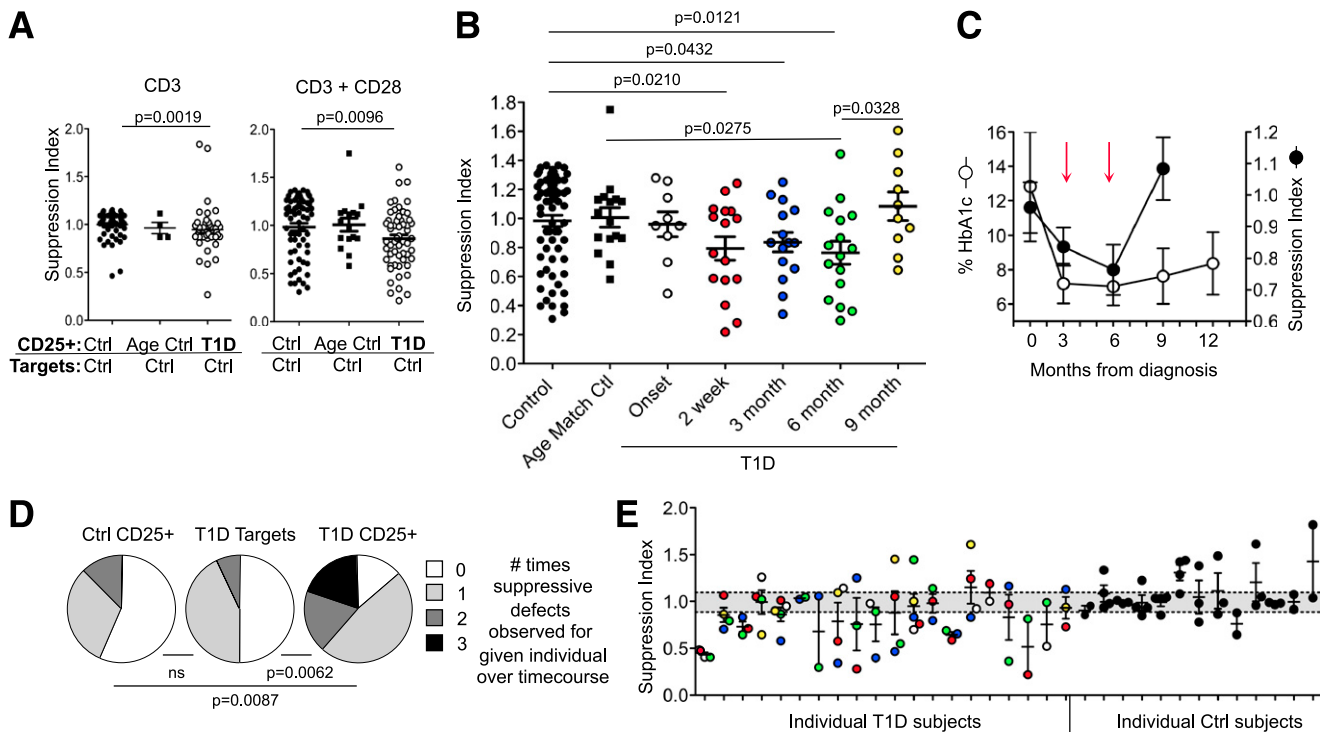 A
CD3
CD3 + CD28
p=0.0019
p=0.0096
Suppression Index
2.0
1.5
1.0
0.5
0.0
2.0
1.5
1.0
0.5
0.0
CD25+: Ctrl Age Ctrl T1D
Targets: Ctrl Ctrl Ctrl
Ctrl Age Ctrl T1D
Ctrl Ctrl Ctrl
B
p=0.0121
p=0.0432
p=0.0210
p=0.0328
p=0.0275
Suppression Index
1.8
1.6
1.4
1.2
1.0
0.8
0.6
0.4
0.2
0.0
Control
Age Match Ctl
Onset
2 week
3 month
6 month
9 month
T1D
C
% HbA1c
16
14
12
10
8
6
1.2
1.1
1.0
0.9
0.8
0.7
0.6
Suppression Index
0 3 6 9 12
Months from diagnosis
D
Ctrl CD25+ T1D Targets T1D CD25+
0
1
2
3
# times
suppressive
defects
observed for
given individual
over timecourse
ns
p=0.0062
p=0.0087
E
Suppression Index
2.0
1.5
1.0
0.5
0.0
Individual T1D subjects
Individual Ctrl subjects